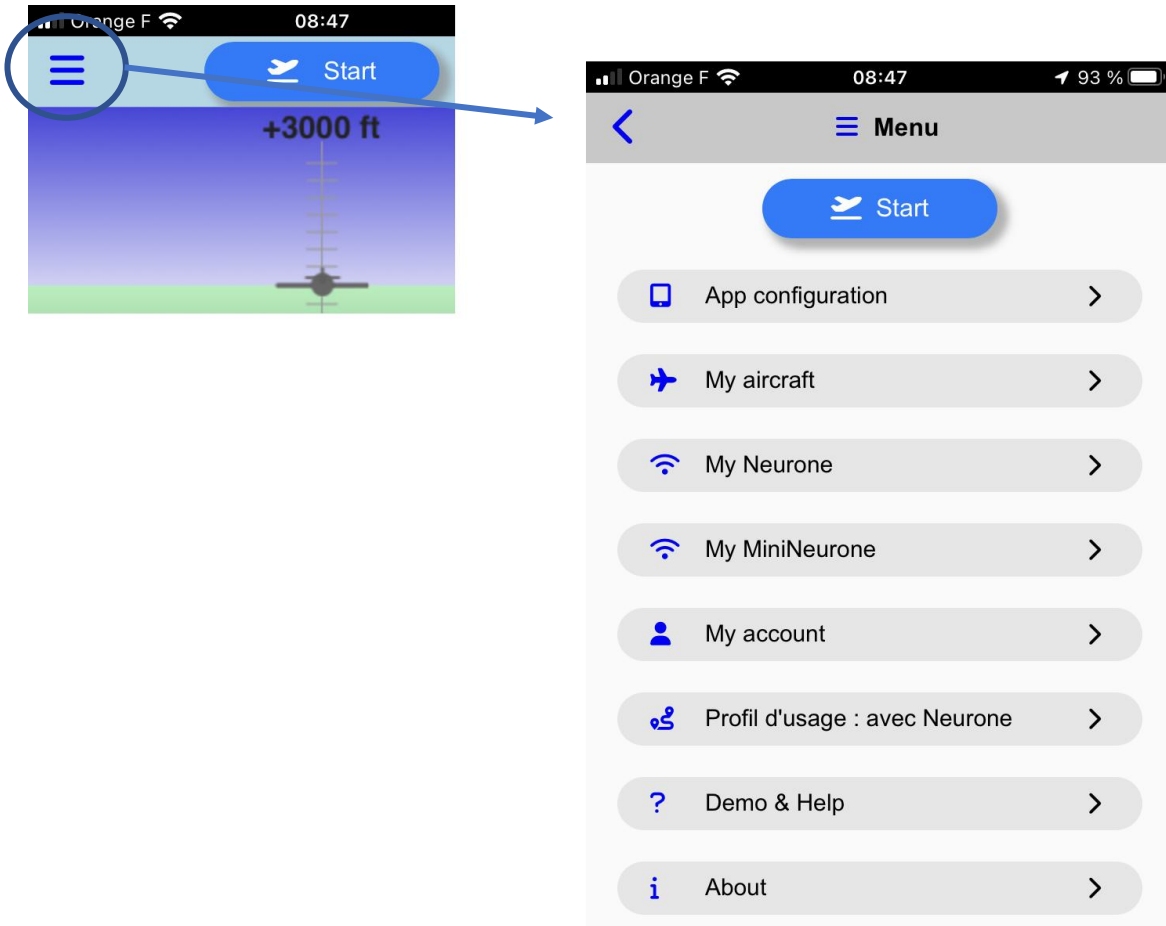 Orange F
08:47
Start
+3000 ft
Orange F
08:47
93 %
Menu
Start
App configuration
My aircraft
My Neurone
My MiniNeurone
My account
Profil d'usage : avec Neurone
Demo & Help
About